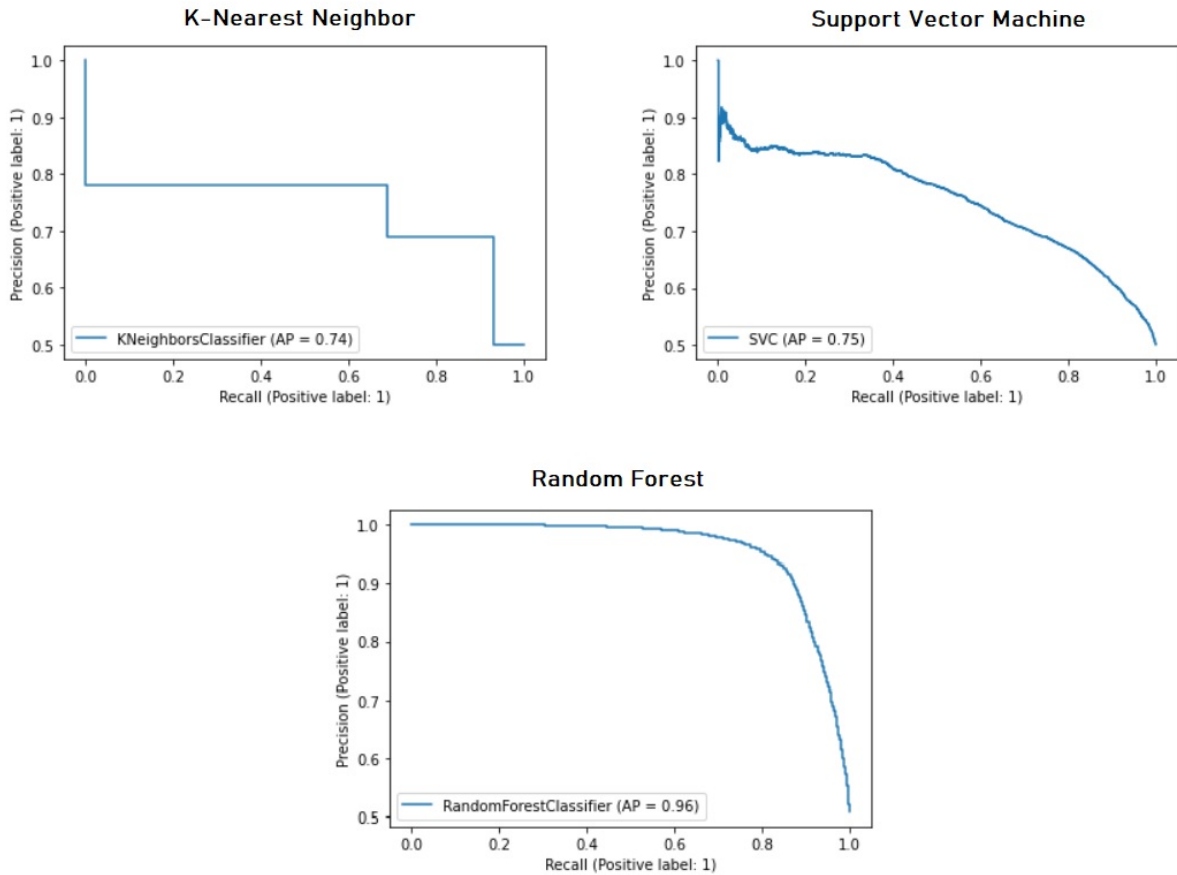 K-Nearest Neighbor
Precision (Positive label: 1)
1.0
0.9
0.8
0.7
0.6
0.5
KNeighborsClassifier (AP = 0.74)
0.0 0.2 0.4 0.6 0.8 1.0
Recall (Positive label: 1)
Support Vector Machine
Precision (Positive label: 1)
1.0
0.9
0.8
0.7
0.6
0.5
SVC (AP = 0.75)
0.0 0.2 0.4 0.6 0.8 1.0
Recall (Positive label: 1)
Random Forest
Precision (Positive label: 1)
1.0
0.9
0.8
0.7
0.6
0.5
RandomForestClassifier (AP = 0.96)
0.0 0.2 0.4 0.6 0.8 1.0
Recall (Positive label: 1)